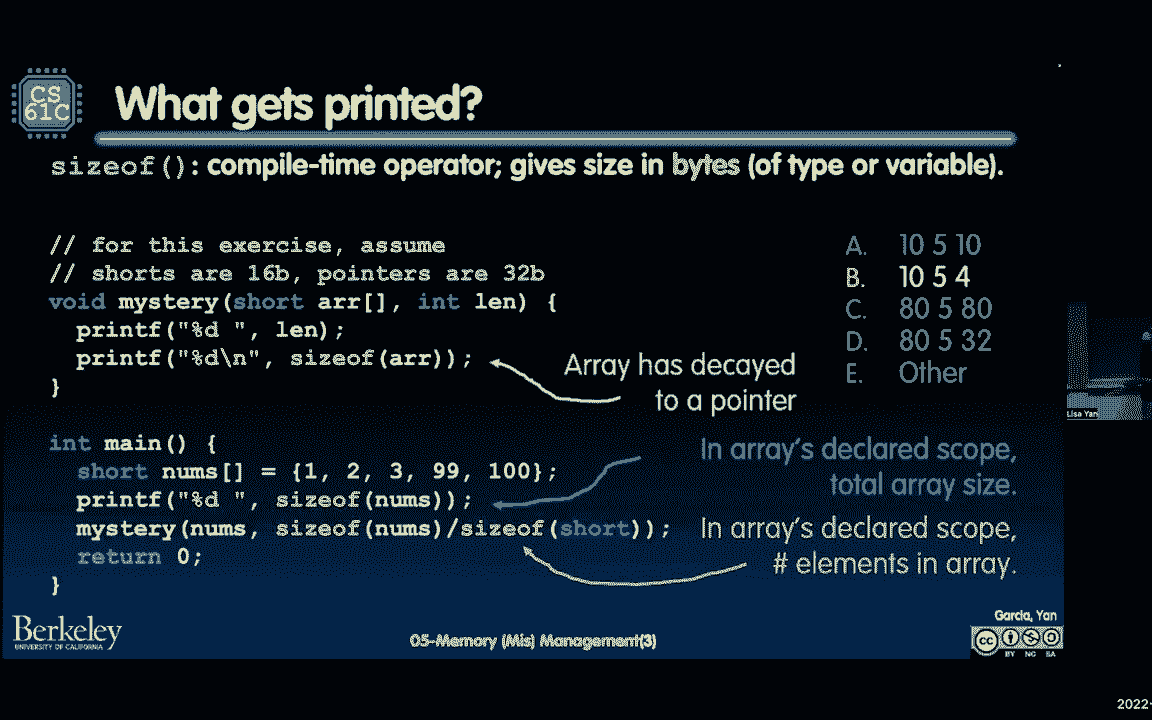 CS
61C
What gets printed?
sizeof(): compile-time operator; gives size in bytes (of type or variable).
// for this exercise, assume
// shorts are 16b, pointers are 32b
void mystery(short arr[], int len) {
printf("%d ", len);
printf("%d\n", sizeof(arr));
}
int main() {
short nums[] = {1, 2, 3, 99, 100};
printf("%d ", sizeof(nums));
mystery(nums, sizeof(nums)/sizeof(short));
return 0;
}
A. 10 5 10
B. 10 5 4
C. 80 5 80
D. 80 5 32
E. Other
Array has decayed
to a pointer
In array's declared scope,
total array size.
In array's declared scope,
# elements in array.
Lisa Yan
Berkeley
UNIVERSITY OF CALIFORNIA
05-Memory (Mis) Management(3)
Garcia, Yan
cc
BY NC SA
2022-